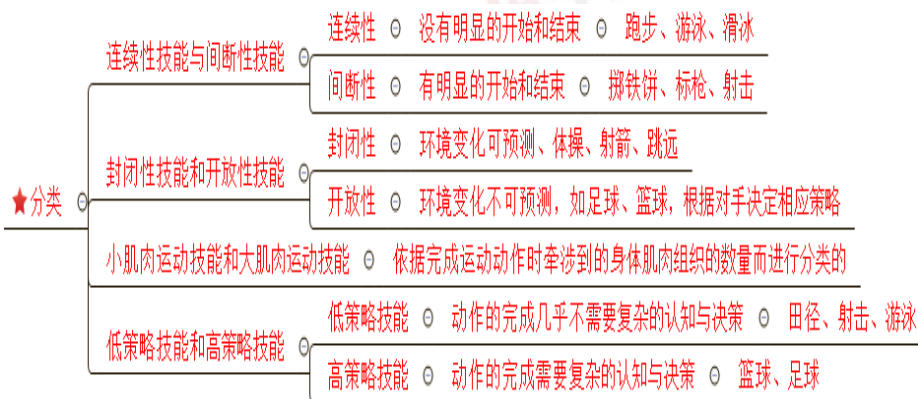 连续性 没有明显的开始和结束 跑步、游泳、滑冰
连续性技能与间断性技能
间断性 有明显的开始和结束 掷铁饼、标枪、射击
封闭性 环境变化可预测、体操、射箭、跳远
封闭性技能和开放性技能
开放性 环境变化不可预测，如足球、篮球，根据对手决定相应策略
★分类
小肌肉运动技能和大肌肉运动技能 依据完成运动动作时牵涉到的身体肌肉组织的数量而进行分类的
低策略技能 动作的完成几乎不需要复杂的认知与决策 田径、射击、游泳
低策略技能和高策略技能
高策略技能 动作的完成需要复杂的认知与决策 篮球、足球